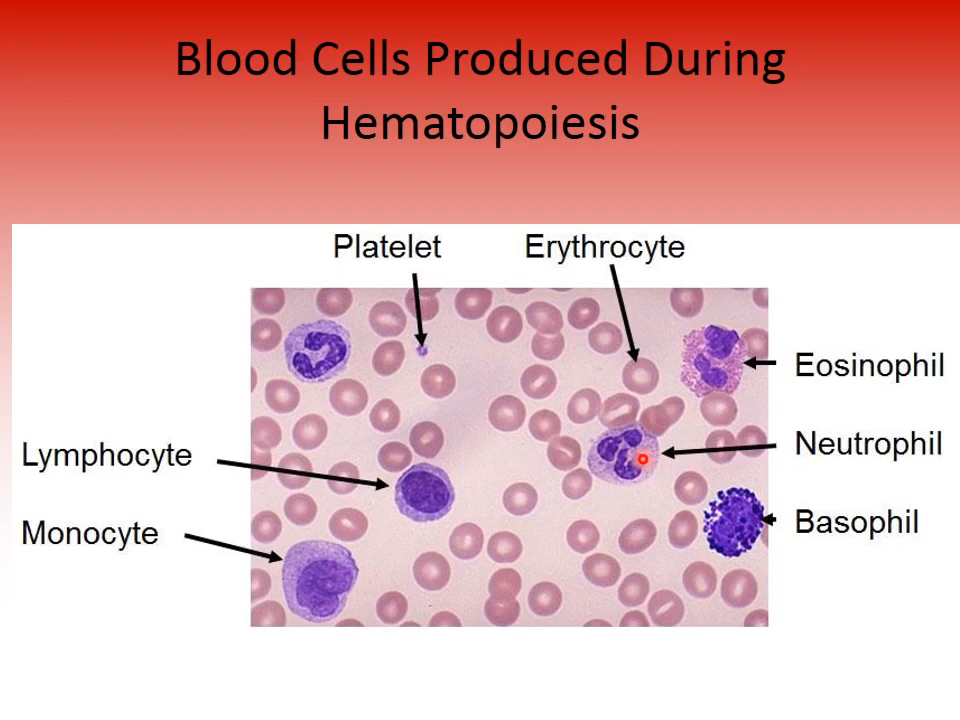 Blood Cells Produced During
Hematopoiesis
Platelet
Erythrocyte
Eosinophil
Neutrophil
Lymphocyte
Basophil
Monocyte